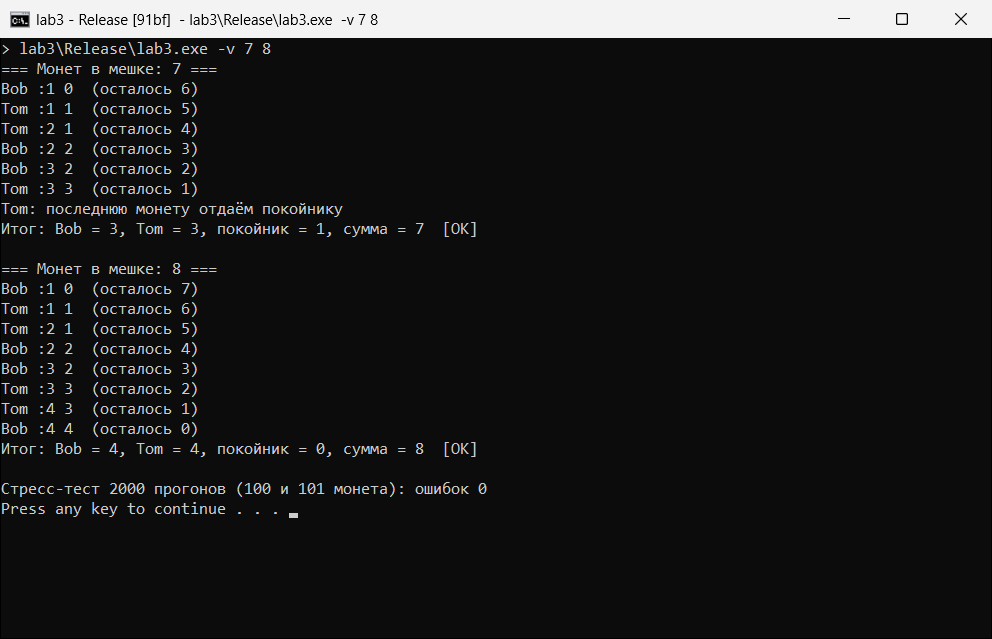 lab3 - Release [91bf]  - lab3\Release\lab3.exe  -v 7 8
> lab3\Release\lab3.exe -v 7 8
=== Монет в мешке: 7 ===
Bob :1 0  (осталось 6)
Tom :1 1  (осталось 5)
Tom :2 1  (осталось 4)
Bob :2 2  (осталось 3)
Bob :3 2  (осталось 2)
Tom :3 3  (осталось 1)
Tom: последнюю монету отдаём покойнику
Итог: Bob = 3, Tom = 3, покойник = 1, сумма = 7  [OK]
=== Монет в мешке: 8 ===
Bob :1 0  (осталось 7)
Tom :1 1  (осталось 6)
Tom :2 1  (осталось 5)
Bob :2 2  (осталось 4)
Bob :3 2  (осталось 3)
Tom :3 3  (осталось 2)
Tom :4 3  (осталось 1)
Bob :4 4  (осталось 0)
Итог: Bob = 4, Tom = 4, покойник = 0, сумма = 8  [OK]
Стресс-тест 2000 прогонов (100 и 101 монета): ошибок 0
Press any key to continue . . .